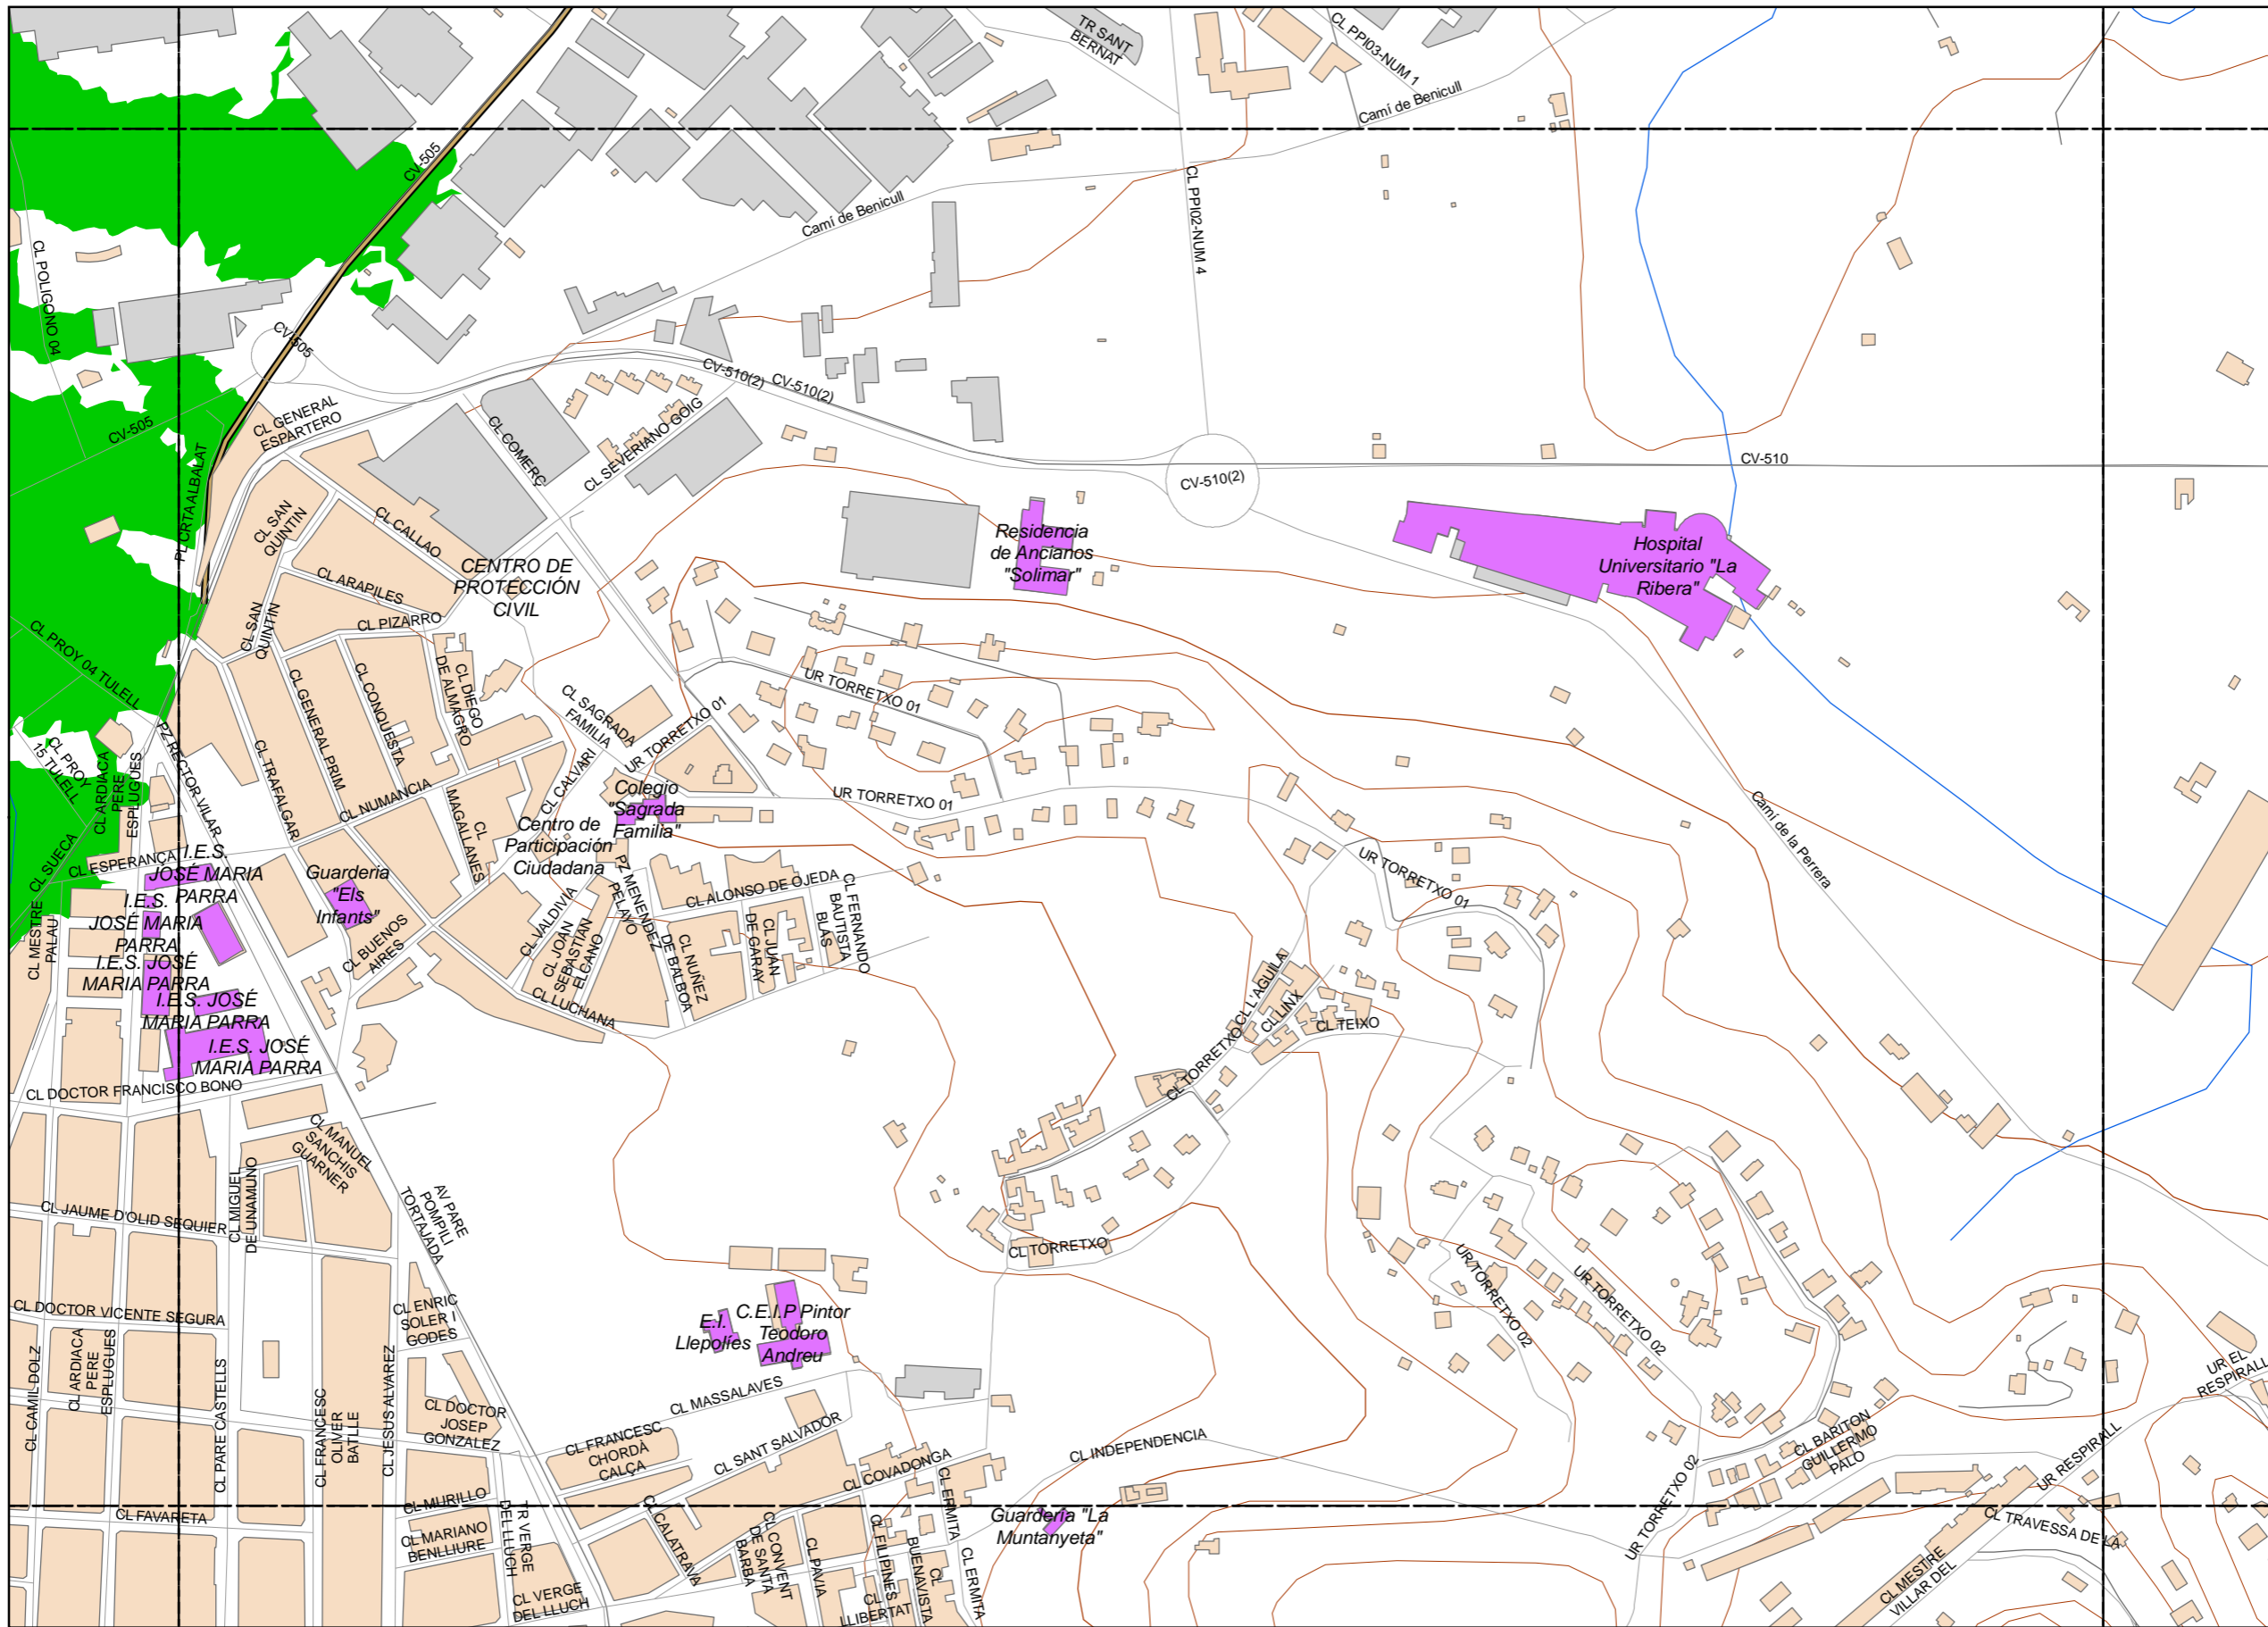 TR SANT
BERNAT
CL PPI03-NUM 1
Camí de Benicull
CV-505
CL PPI02-NUM 4
Camí de Benicull
CL POLIGONO 04
CV-505
CV-510(2)
CV-510(2)
CL GENERAL
ESPARTERO
CV-505
CL COMERÇ
CL SEVERIANO GOIG
CV-510
CV-510(2)
PL CRTA ALBALAT
CL SAN
QUINTIN
CL CALLAO
Residencia
de Ancianos
"Solimar"
Hospital
Universitario "La
Ribera"
CENTRO DE
PROTECCIÓN
CIVIL
CL ARAPILES
CL PIZARRO
CL SAN
QUINTIN
CL PROY 04 TULELL
CL GENERAL PRIM
CL CONQUESTA
CL DIEGO
DE ALMAGRO
CL SAGRADA
FAMILIA
UR TORRETXO 01
UR TORRETXO 01
CL PROY
15 TULELL
CL ARDIACA
PERE
ESPLUGUES
PZ RECTOR VILAR
CL TRAFALGAR
CL NUMANCIA
CL CALVARI
Colegio
"Sagrada
Familia"
UR TORRETXO 01
Camí de la Perrera
CL
MAGALLANES
Centro de
Participación
Ciudadana
CL SUECA
CL ESPERANÇA
I.E.S.
JOSÉ MARIA
PARRA
Guarderia
"Els
Infants"
PZ MENENDEZ
PELAYO
CL ALONSO DE OJEDA
CL FERNANDO
BAUTISTA
BLAS
UR TORRETXO 01
I.E.S.
JOSÉ MARIA
PARRA
CL MESTRE
PALAU
CL BUENOS
AIRES
CL VALDIVIA
CL JOAN
SEBASTIAN
ELCANO
CL NUÑEZ
DE BALBOA
CL JUAN
DE GARAY
I.E.S. JOSÉ
MARIA PARRA
I.E.S. JOSÉ
MARIA PARRA
CL LUCHANA
CL L'AGUILA
CL LINX
CL TEIXO
I.E.S. JOSÉ
MARIA PARRA
CL TORRETXO
CL DOCTOR FRANCISCO BONO
CL MANUEL
SANCHIS
GUARNER
CL MIGUEL
DE UNAMUNO
AV PARE
POMPILI
TORTAJADA
CL JAUME D'OLID SEQUIER
CL TORRETXO
UR TORRETXO 02
UR TORRETXO 02
CL DOCTOR VICENTE SEGURA
CL ENRIC
SOLER I
GODES
E.I.
Llepolíes
C.E.I.P Pintor
Teodoro
Andreu
CL CAMIL DOLZ
CL ARDIACA
PERE
ESPLUGUES
CL PARE CASTELLS
CL FRANCESC
OLIVER
BATLLE
CL JESUS ALVAREZ
CL DOCTOR
JOSEP
GONZALEZ
CL MASSALAVES
UR EL
RESPIRALL
CL FRANCESC
CHORDÀ
CALÇA
CL SANT SALVADOR
CL INDEPENDENCIA
CL BARITON
GUILLERMO
PALO
UR RESPIRALL
CL COVADONGA
CL MURILLO
CL ERMITA
UR TORRETXO 02
CL FAVARETA
CL MARIANO
BENLLIURE
TR VERGE
DEL LLUCH
CL CALATRAVA
CL CONVENT
DE SANTA
BARBA
CL PAVIA
CL FILIPINES
Guardería "La
Muntanyeta"
CL TRAVESSA DE LA
CL VERGE
DEL LLUCH
CL
LLIBERTAT
CL
BUENAVISTA
CL ERMITA
CL MESTRE
VILLAR DEL